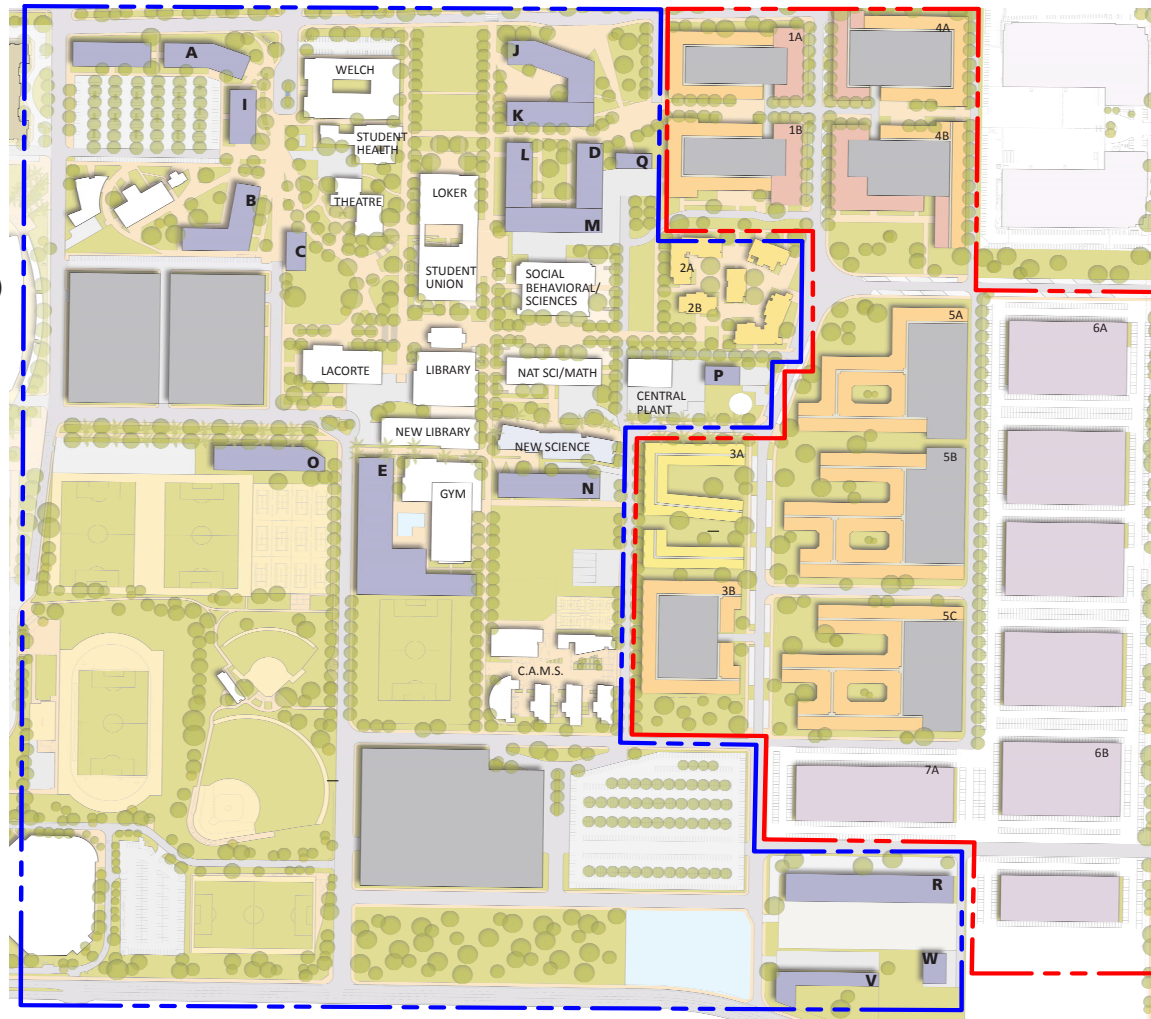 A
WELCH
J
1A
4A
I
K
STUDENT
HEALTH
1B
4B
L
D
Q
B
THEATRE
LOKER
M
C
STUDENT
UNION
SOCIAL
BEHAVIORAL/
SCIENCES
2A
2B
5A
6A
LACORTE
LIBRARY
NAT SCI/MATH
P
CENTRAL
PLANT
NEW LIBRARY
NEW SCIENCE
3A
5B
O
E
GYM
N
3B
5C
C.A.M.S.
7A
6B
R
W
V